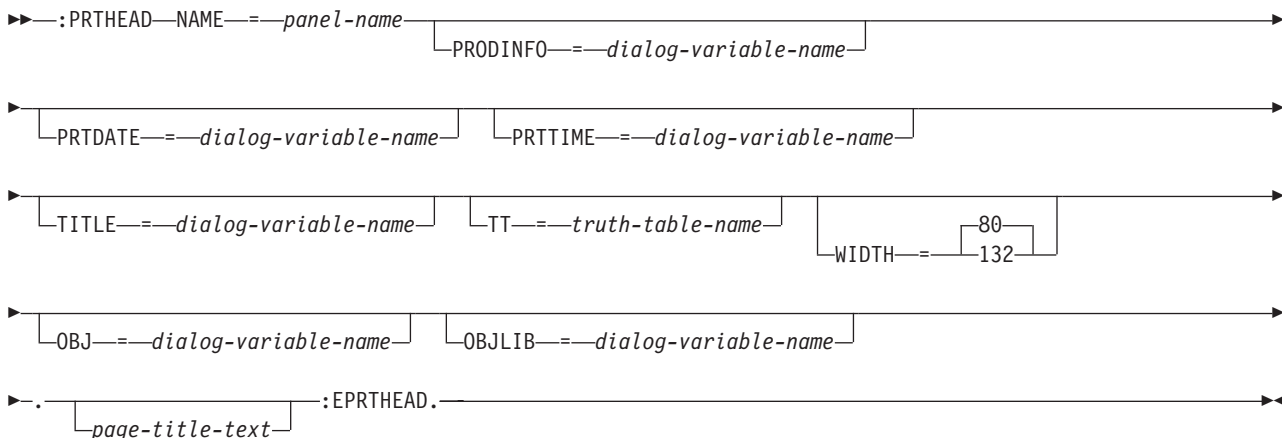 :PRTHEAD NAME = panel-name
PRODINFO = dialog-variable-name
PRTDATE = dialog-variable-name PRTTIME = dialog-variable-name
TITLE = dialog-variable-name TT = truth-table-name 80
WIDTH = 132
OBJ = dialog-variable-name OBJLIB = dialog-variable-name
. :EPRTHEAD.
page-title-text